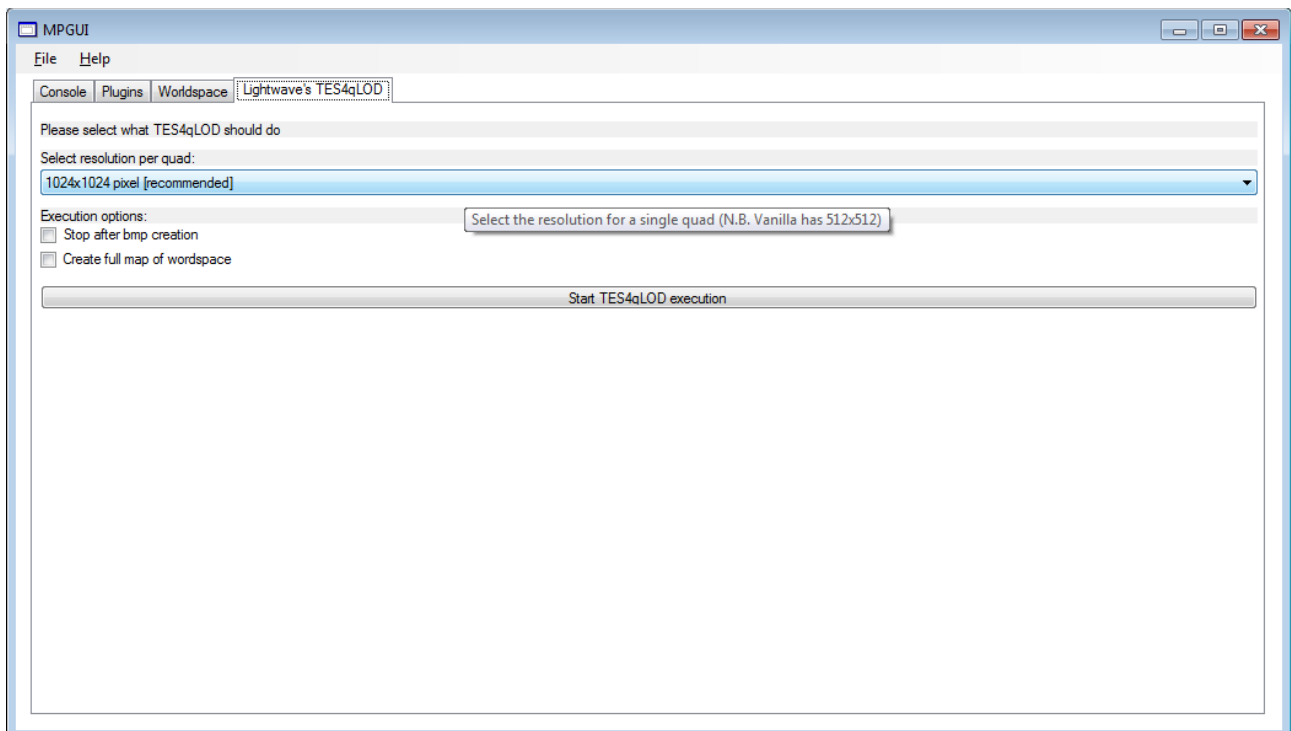 MPGUI
File Help
Console Plugins Worldspace Lightwave's TES4qLOD
Please select what TES4qLOD should do
Select resolution per quad:
1024x1024 pixel [recommended]
Execution options:
Select the resolution for a single quad (N.B. Vanilla has 512x512)
Stop after bmp creation
Create full map of wordspace
Start TES4qLOD execution